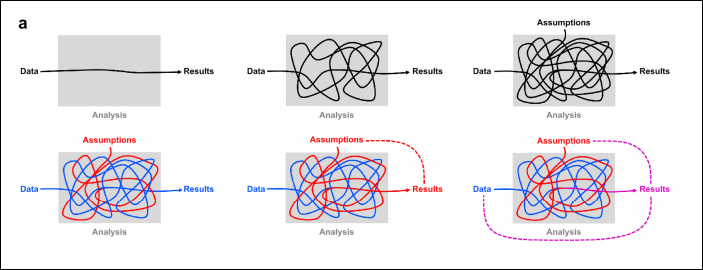 a
Assumptions
Data Results Data Results Data Results
Analysis Analysis Analysis
Assumptions Assumptions Assumptions
Data Results Data Results Data Results
Analysis Analysis Analysis